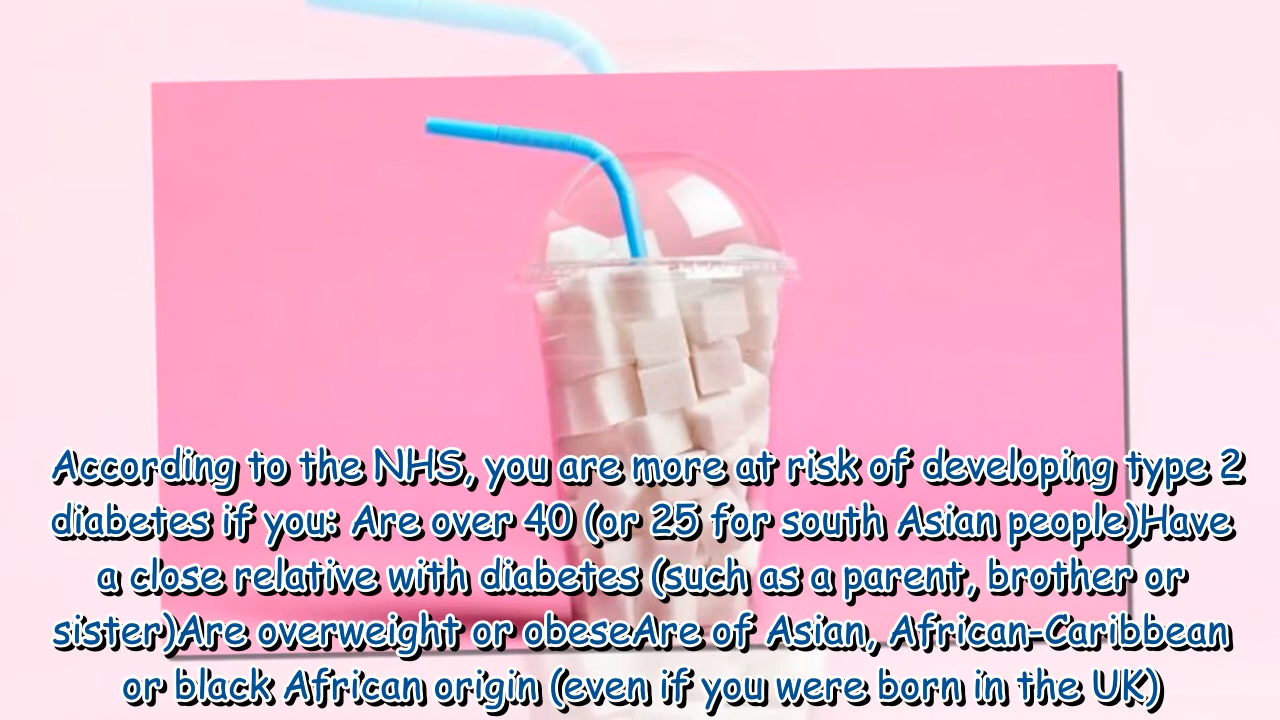 According to the NHS, you are more at risk of developing type 2
diabetes if you: Are over 40 (or 25 for south Asian people)Have
a close relative with diabetes (such as a parent, brother or
sister)Are overweight or obeseAre of Asian, African-Caribbean
or black African origin (even if you were born in the UK)